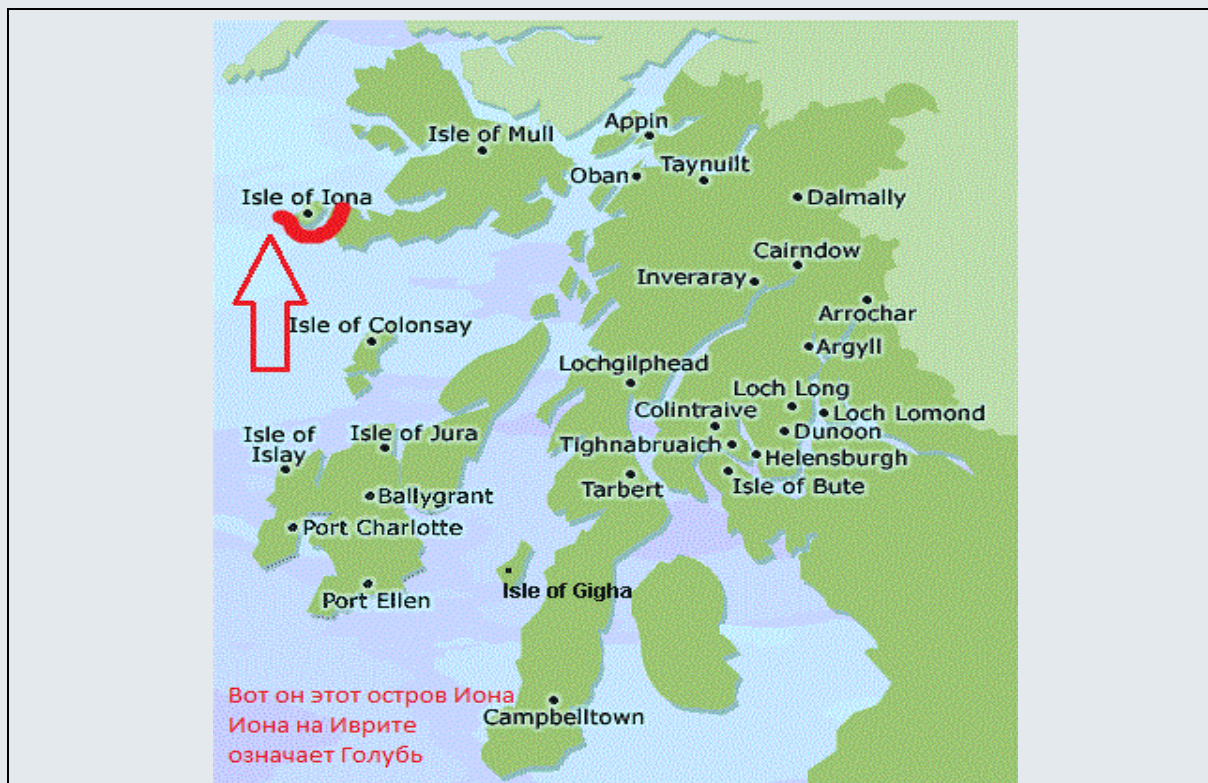 Isle of Mull
Appin
Oban
Taynuilt
Isle of Iona
Dalmally
Cairndow
Inveraray
Arrochar
Isle of Colonsay
Argyll
Lochgilphead
Loch Long
Colintraive
Loch Lomond
Isle of
Islay
Isle of Jura
Tighnabruaich
Dunoon
Helensburgh
Tarbert
Isle of Bute
Ballygrant
Port Charlotte
Isle of Gigha
Port Ellen
Campbelltown
Вот он этот остров Иона
Иона на Иврите
означает Голубь